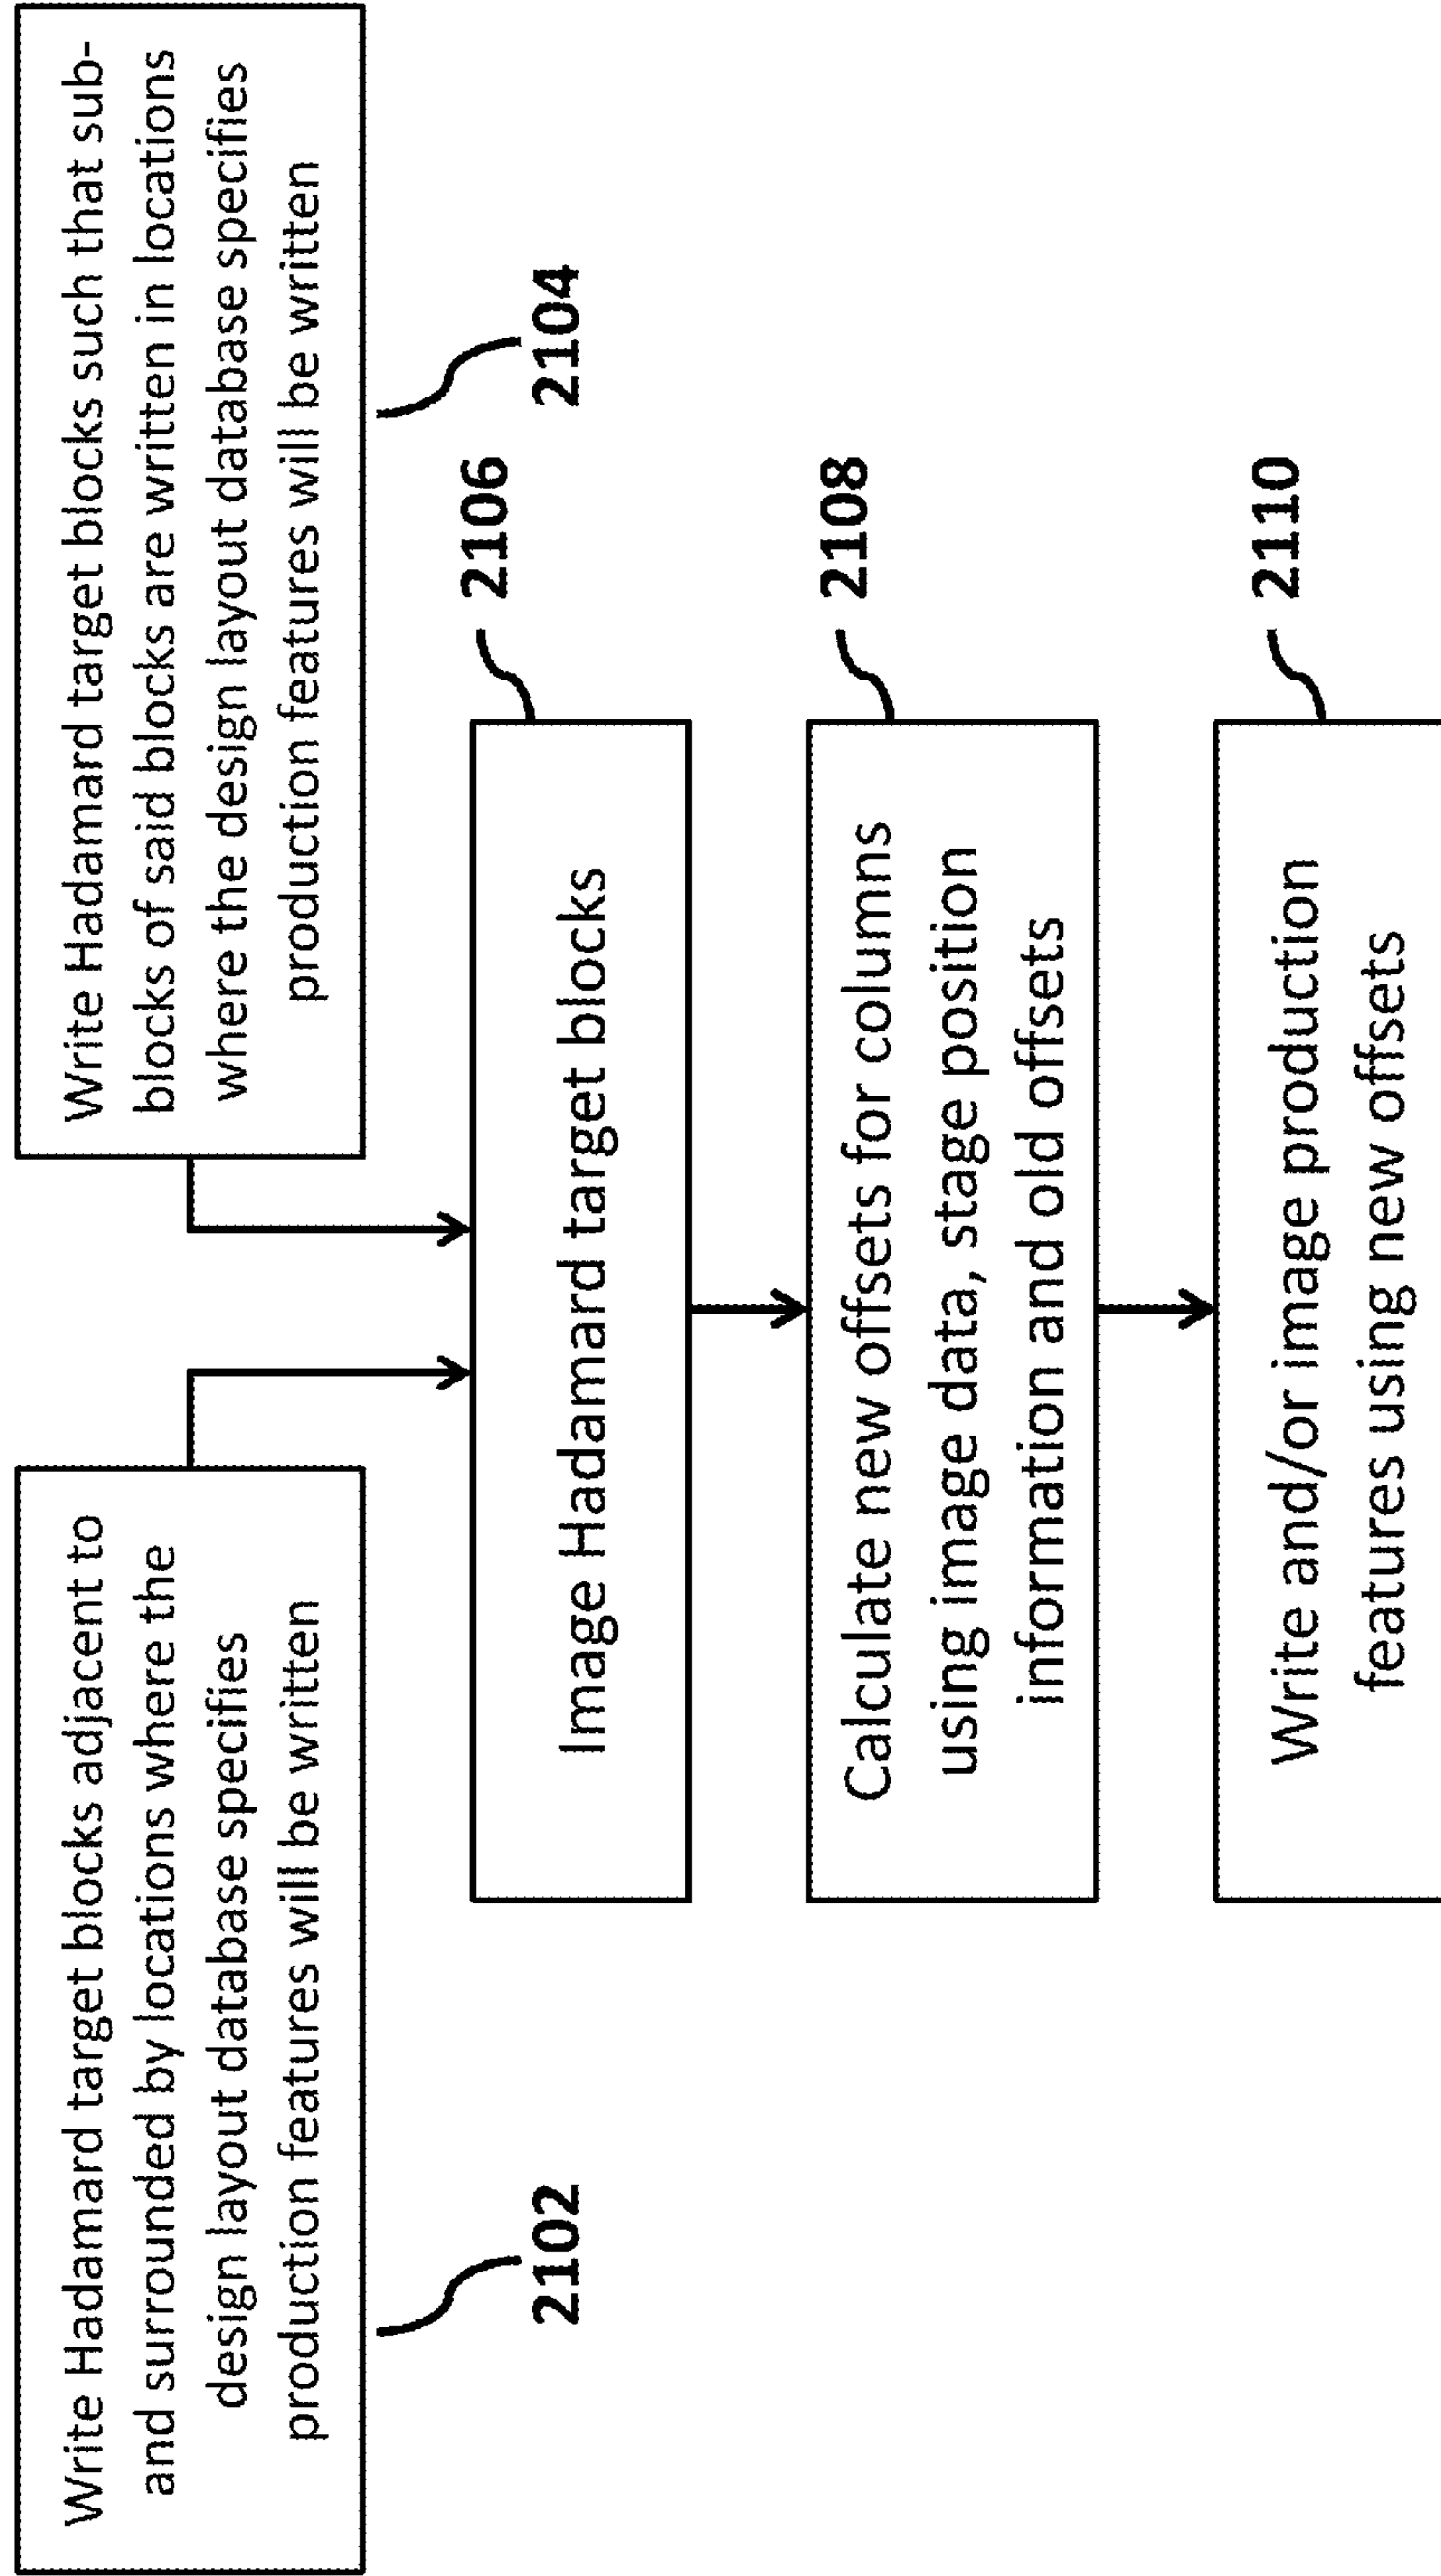 Write Hadamard target blocks adjacent to
and surrounded by locations where the
design layout database specifies
production features will be written
2102
Write Hadamard target blocks such that sub-
blocks of said blocks are written in locations
where the design layout database specifies
production features will be written
2104
Image Hadamard target blocks
2106
Calculate new offsets for columns
using image data, stage position
information and old offsets
2108
Write and/or image production
features using new offsets
2110